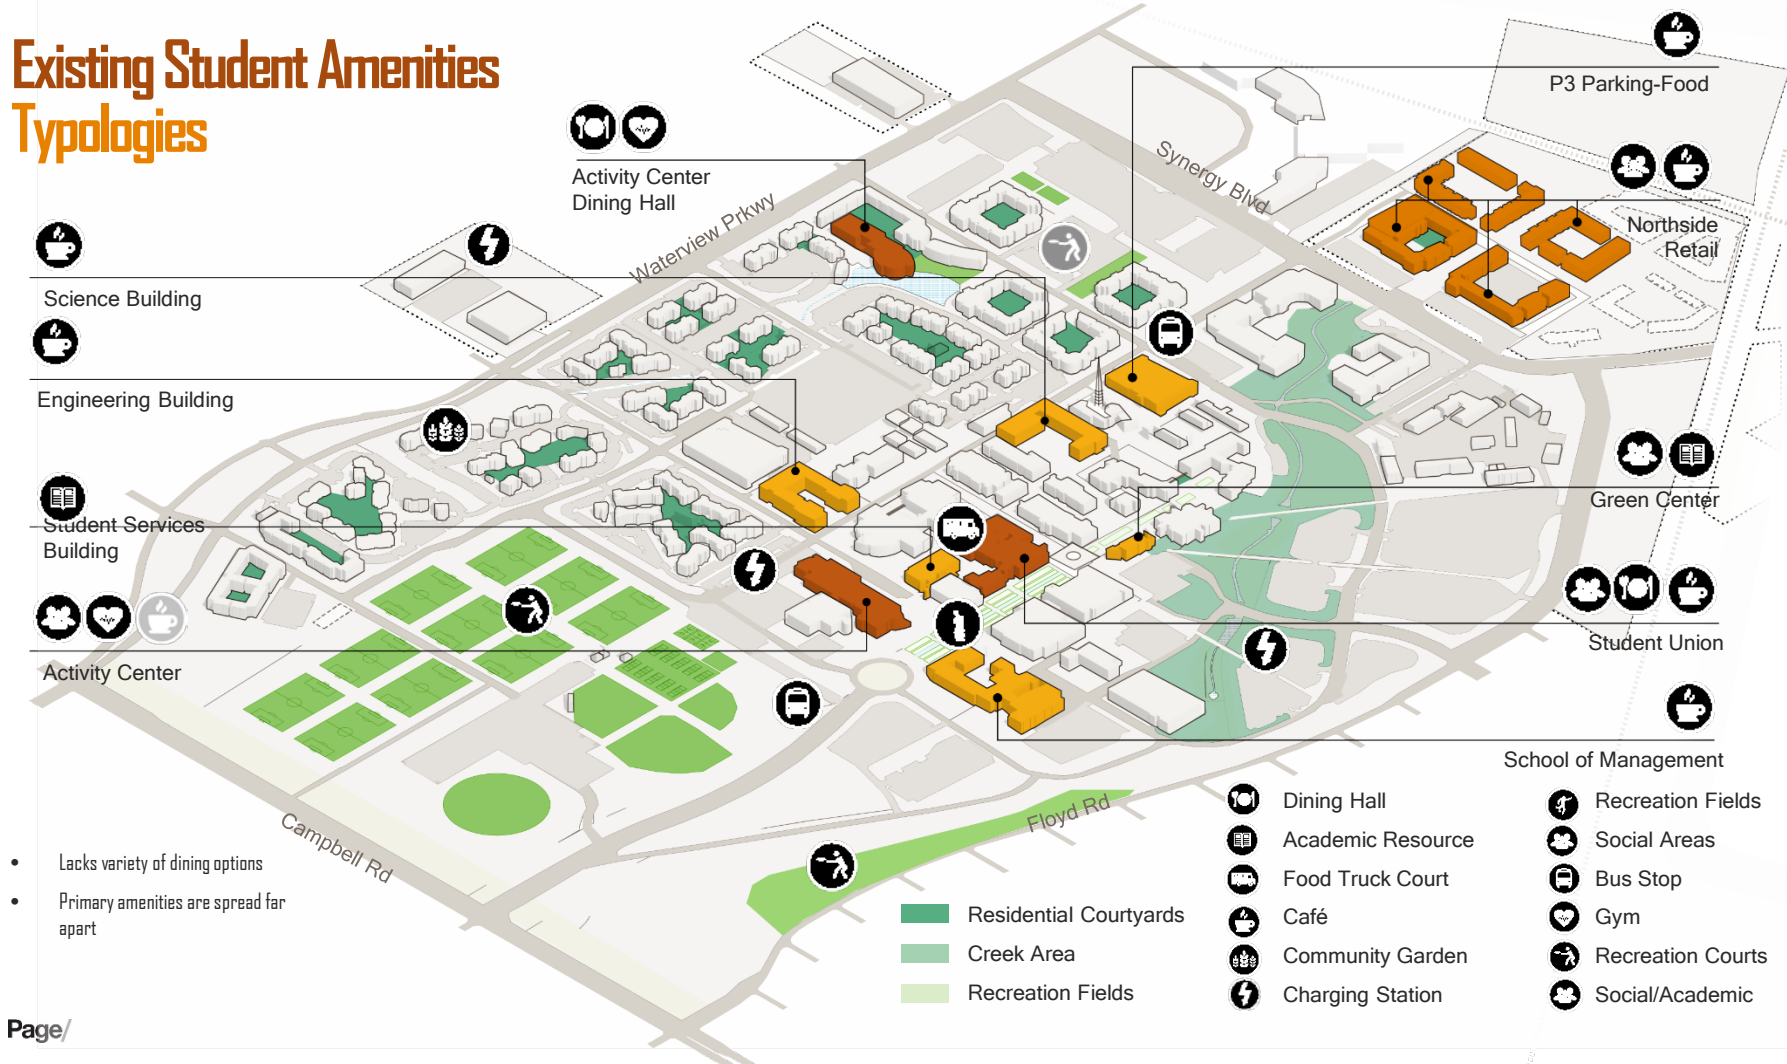 Existing Student Amenities
Typologies
P3 Parking-Food
Synergy Blvd
Activity Center
Dining Hall
Waterview Prkwy
Northside
Retail
Science Building
Engineering Building
Green Center
Student Services
Building
Student Union
Activity Center
School of Management
Campbell Rd
Floyd Rd
• Lacks variety of dining options
• Primary amenities are spread far
apart
Residential Courtyards
Creek Area
Recreation Fields
Dining Hall
Academic Resource
Food Truck Court
Café
Community Garden
Charging Station
Recreation Fields
Social Areas
Bus Stop
Gym
Recreation Courts
Social/Academic
Page/